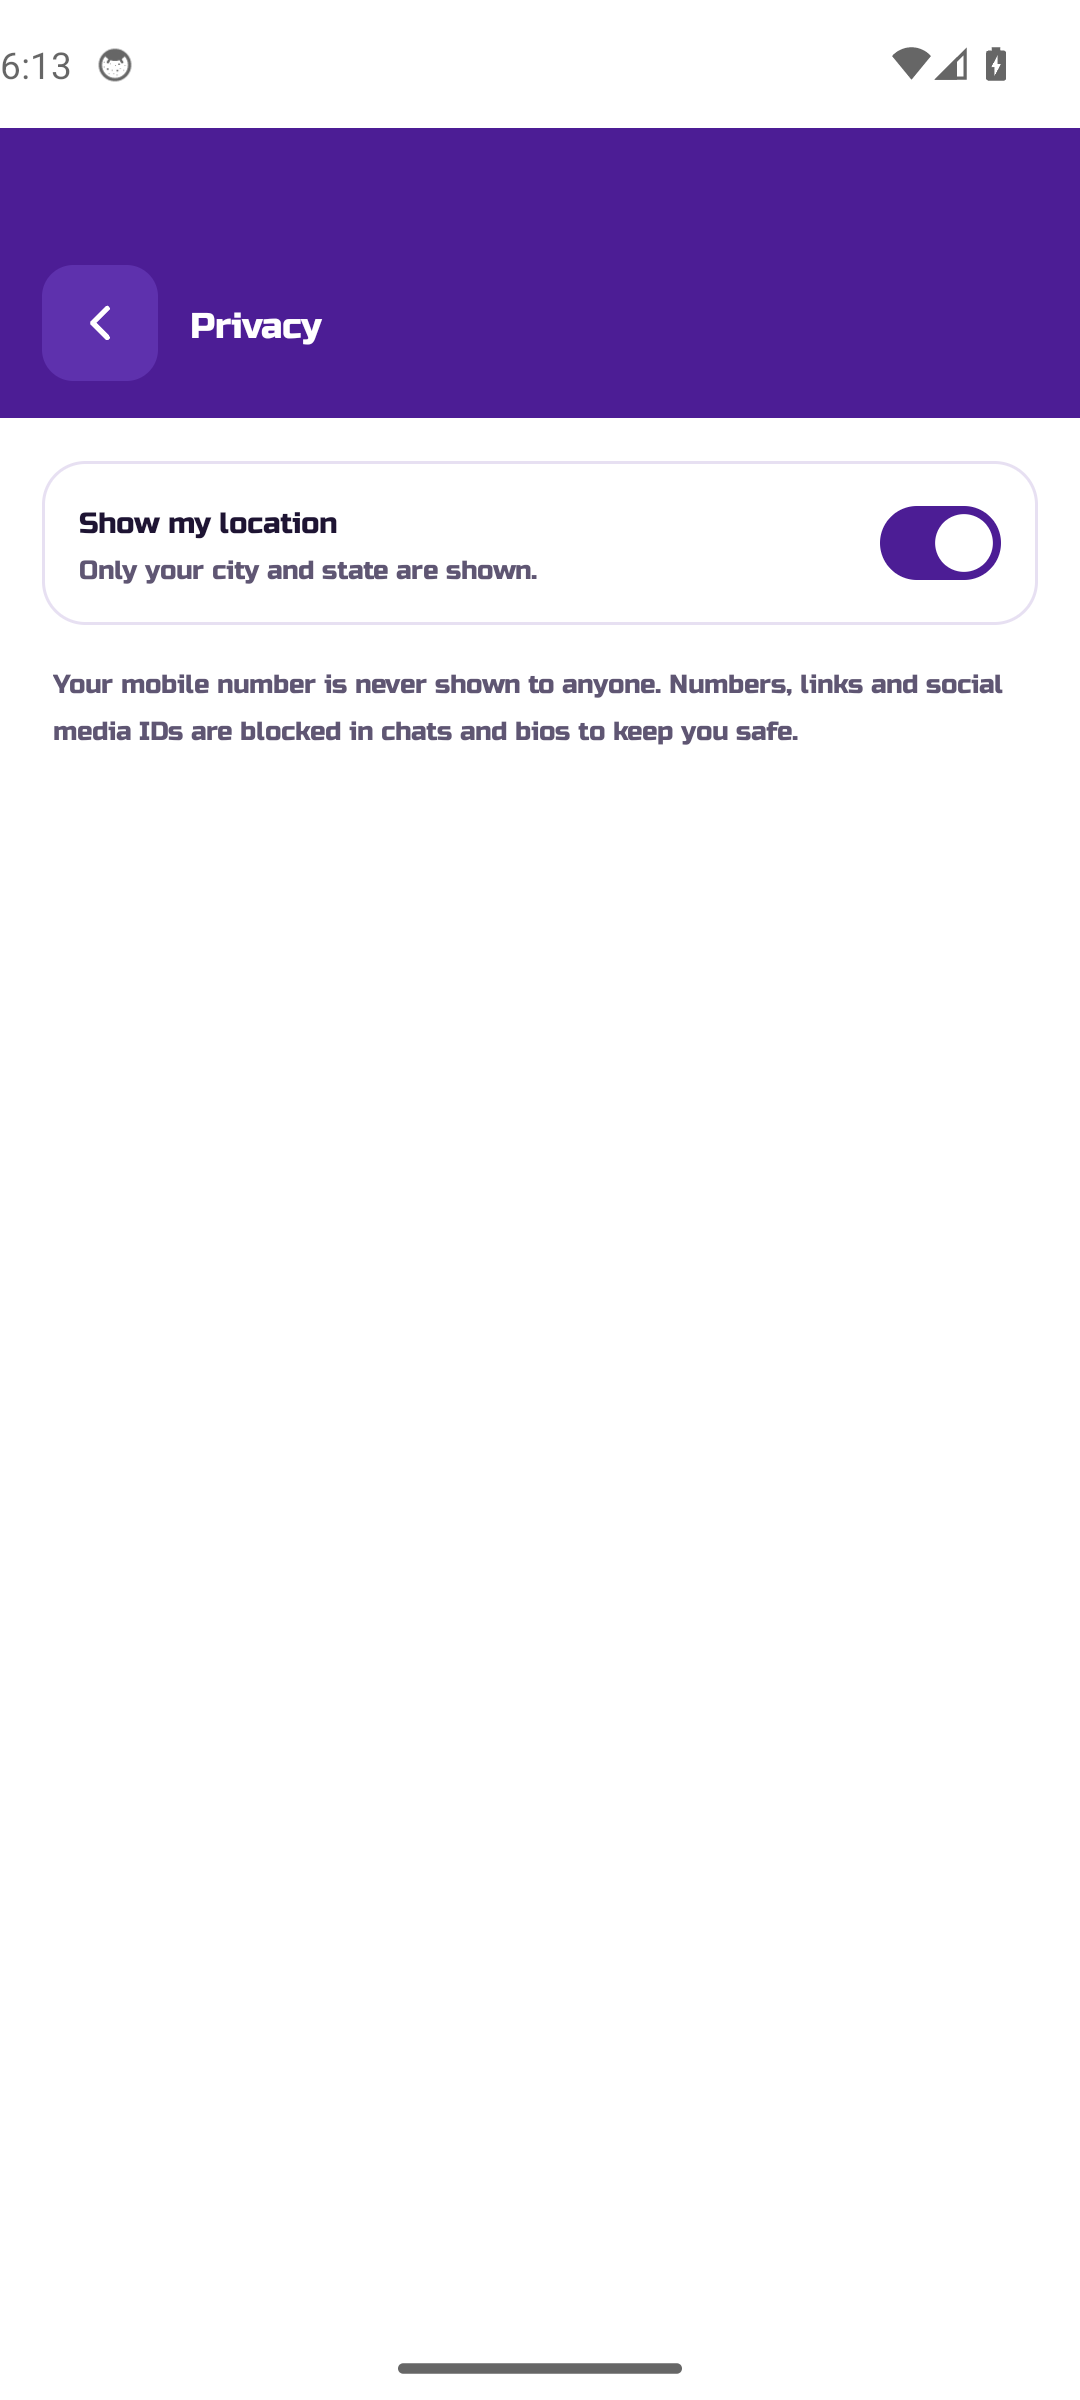 6:13
Privacy
Show my location
Only your city and state are shown.
Your mobile number is never shown to anyone. Numbers, links and social
media IDs are blocked in chats and bios to keep you safe.